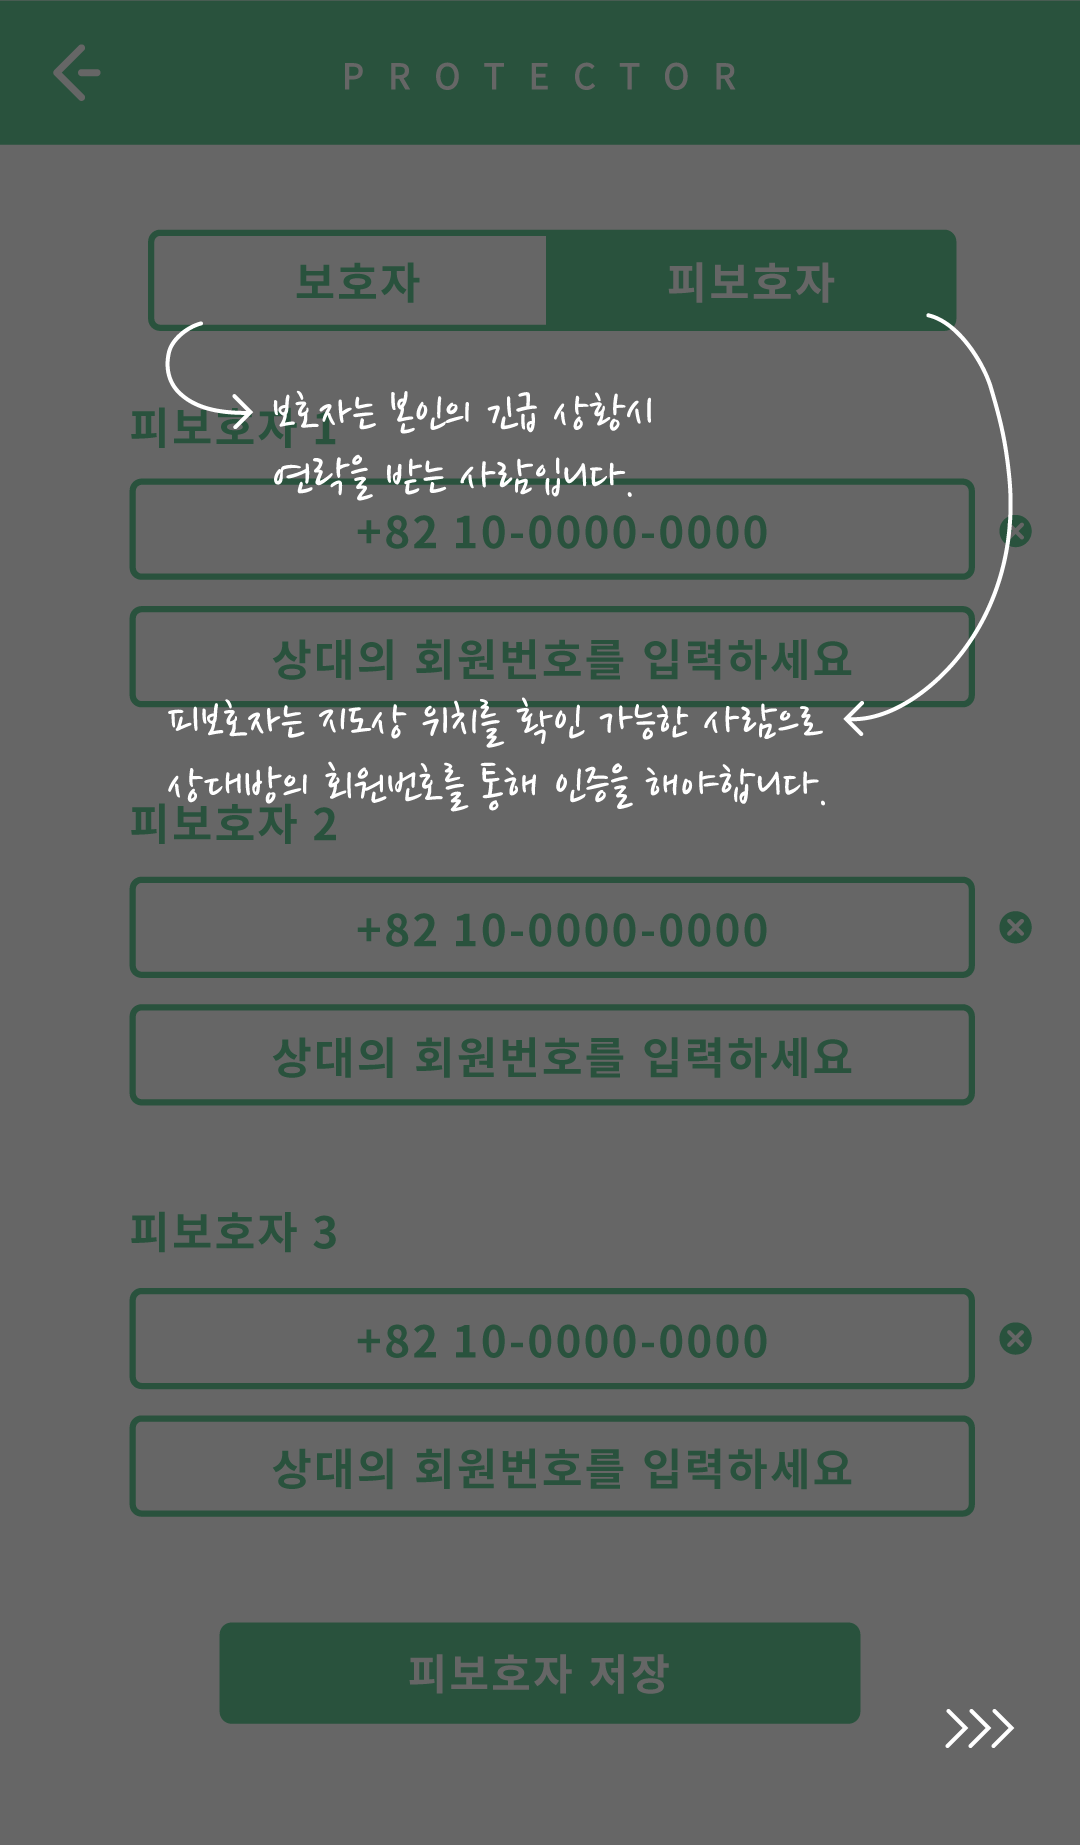 PROTECTOR
보호자 피보호자
피보호자 1
보호자는 본인의 긴급 상황시
연락을 받는 사람입니다.
+82 10-0000-0000
상대의 회원번호를 입력하세요
피보호자는 지도상 위치를 확인 가능한 사람으로
상대방의 회원번호를 통해 인증을 해야합니다.
피보호자 2
+82 10-0000-0000
상대의 회원번호를 입력하세요
피보호자 3
+82 10-0000-0000
상대의 회원번호를 입력하세요
피보호자 저장